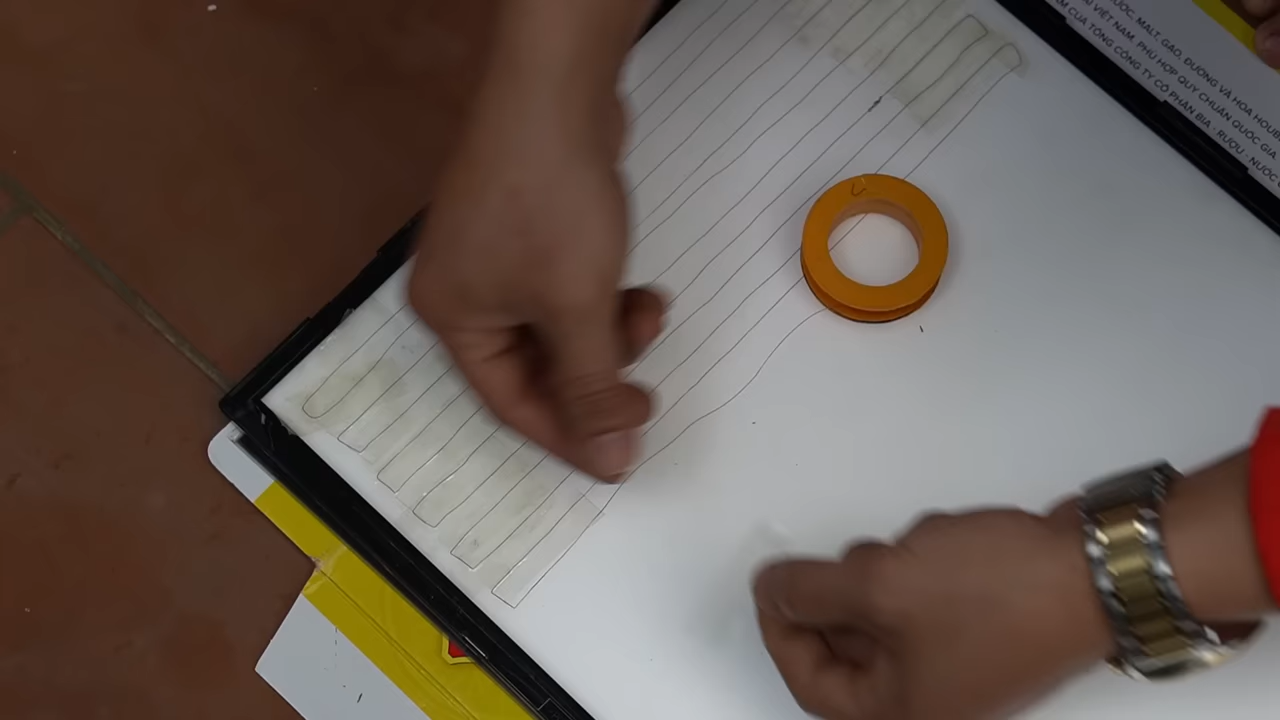 ƯỚC, MALT, GẠO, ĐƯỜNG VÀ HOA HOUBL
VIỆT NAM, PHÙ HỢP QUY CHUẨN QUỐC GIA
M CỦA TỔNG CÔNG TY CỔ PHẦN BIA - RƯỢU - NƯỚC